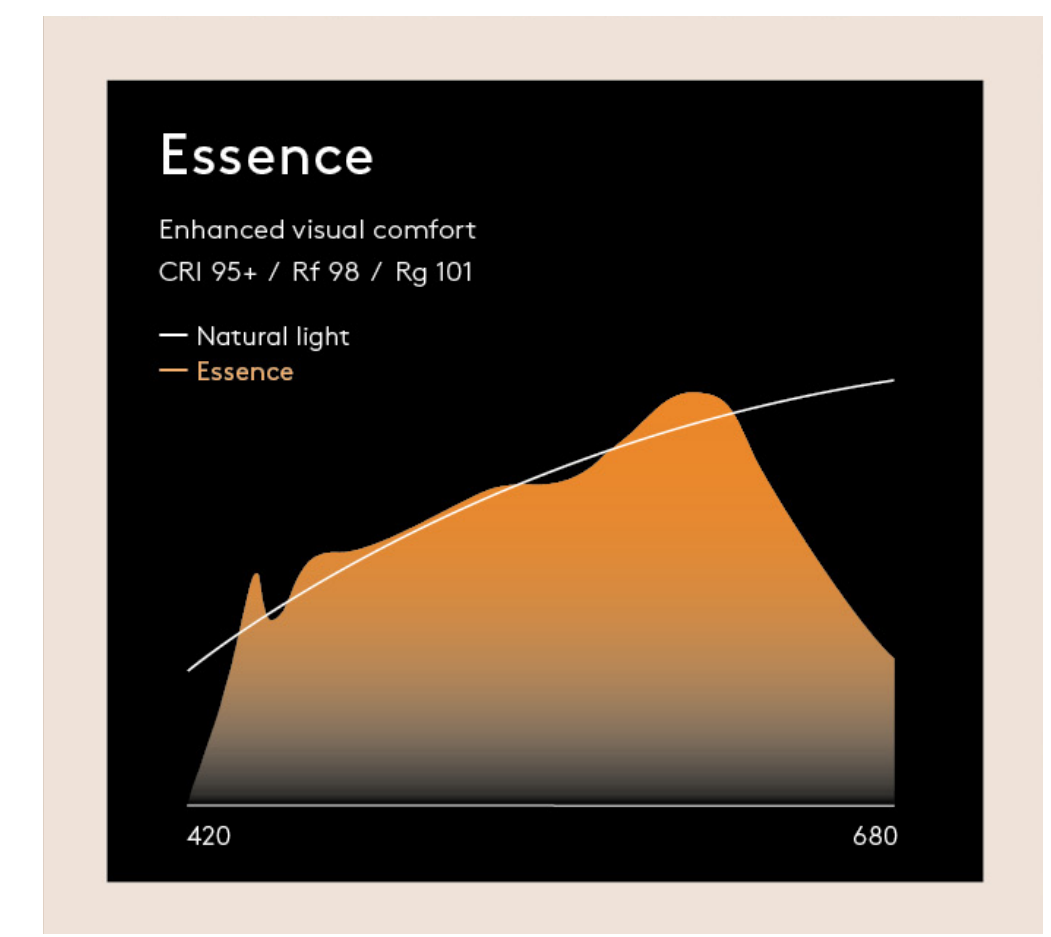 Essence
Enhanced visual comfort
CRI 95+ / Rf 98 / Rg 101
Natural light
Essence
420 680